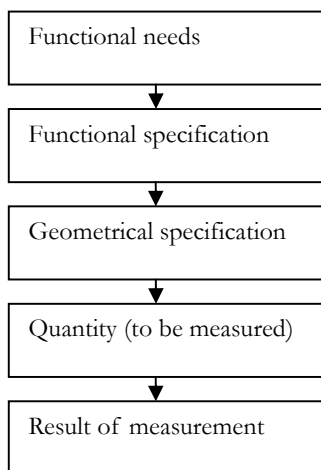 Functional needs
Functional specification
Geometrical specification
Quantity (to be measured)
Result of measurement